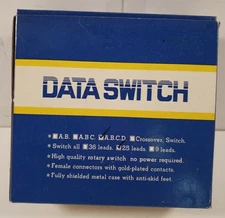 DATA SWITCH
* ■A.B. ■A.B.C. ☑A.B.C.D. ■Crossover. Switch.
* Switch all ■36 leads. ☑25 leads. ■9 leads.
* High quality rotary switch no power required.
* Female connectors with gold-plated contacts.
* Fully shielded metal case with anti-skid feet.